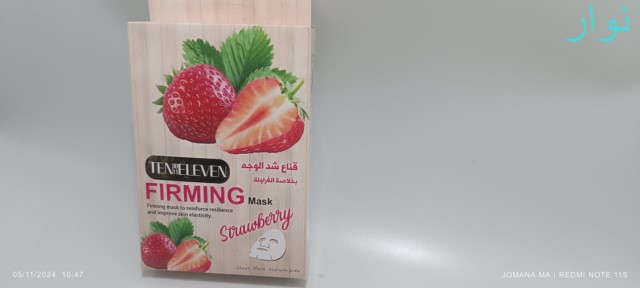 نوار
TEN ELEVEN
قناع شد الوجه
بخلاصة الفراولة
FIRMING Mask
Firming mask to reinforce resilience
and improve skin elasticity.
Strawberry
05/11/2024 10:47
JOMANA MA | REDMI NOTE 11S